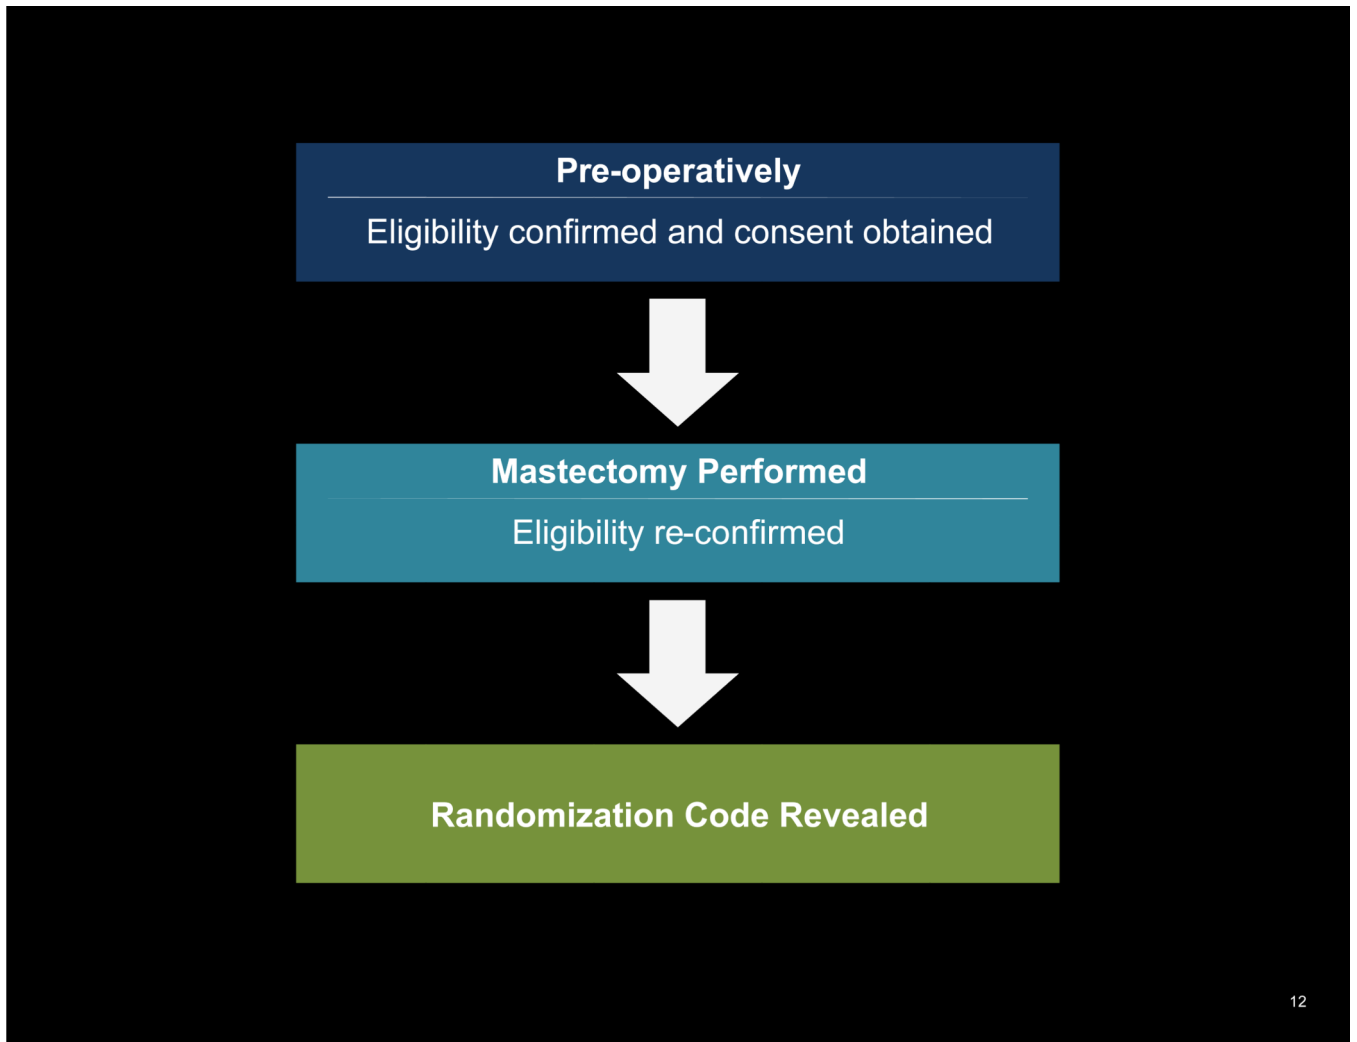 Pre-operatively
Eligibility confirmed and consent obtained
Mastectomy Performed
Eligibility re-confirmed
Randomization Code Revealed
12